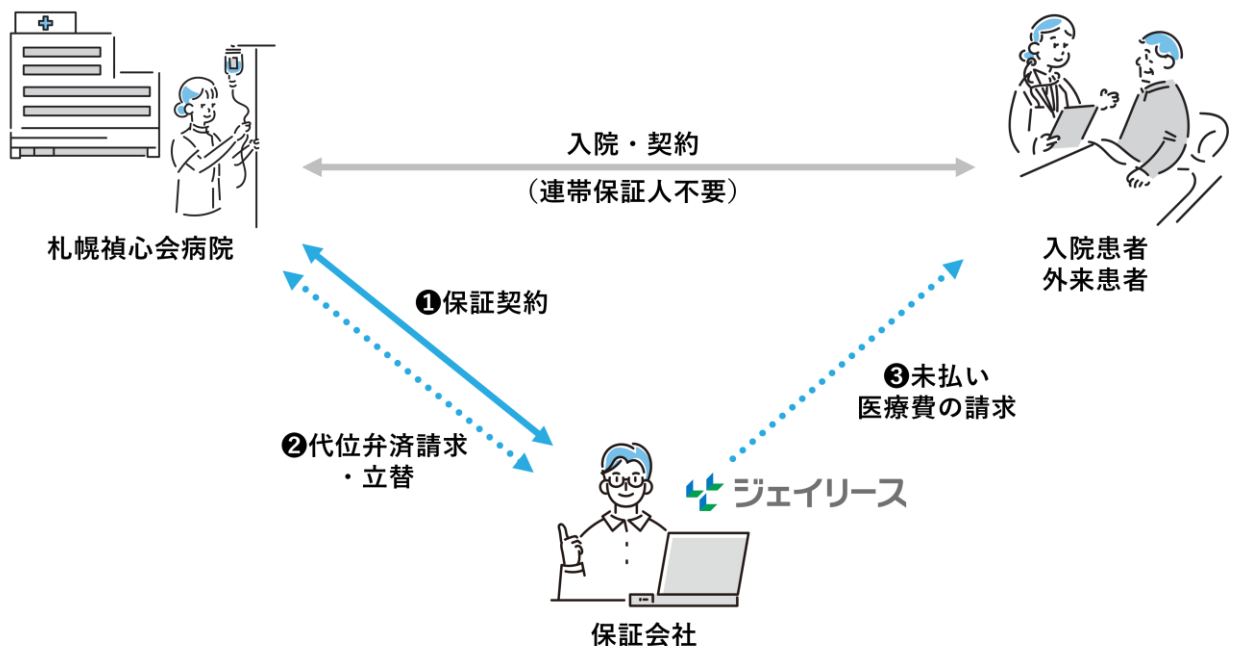 入院・契約
（連帯保証人不要）
札幌禎心会病院
入院患者
外来患者
❶保証契約
❷代位弁済請求
・立替
❸未払い
医療費の請求
ジェイリース
保証会社